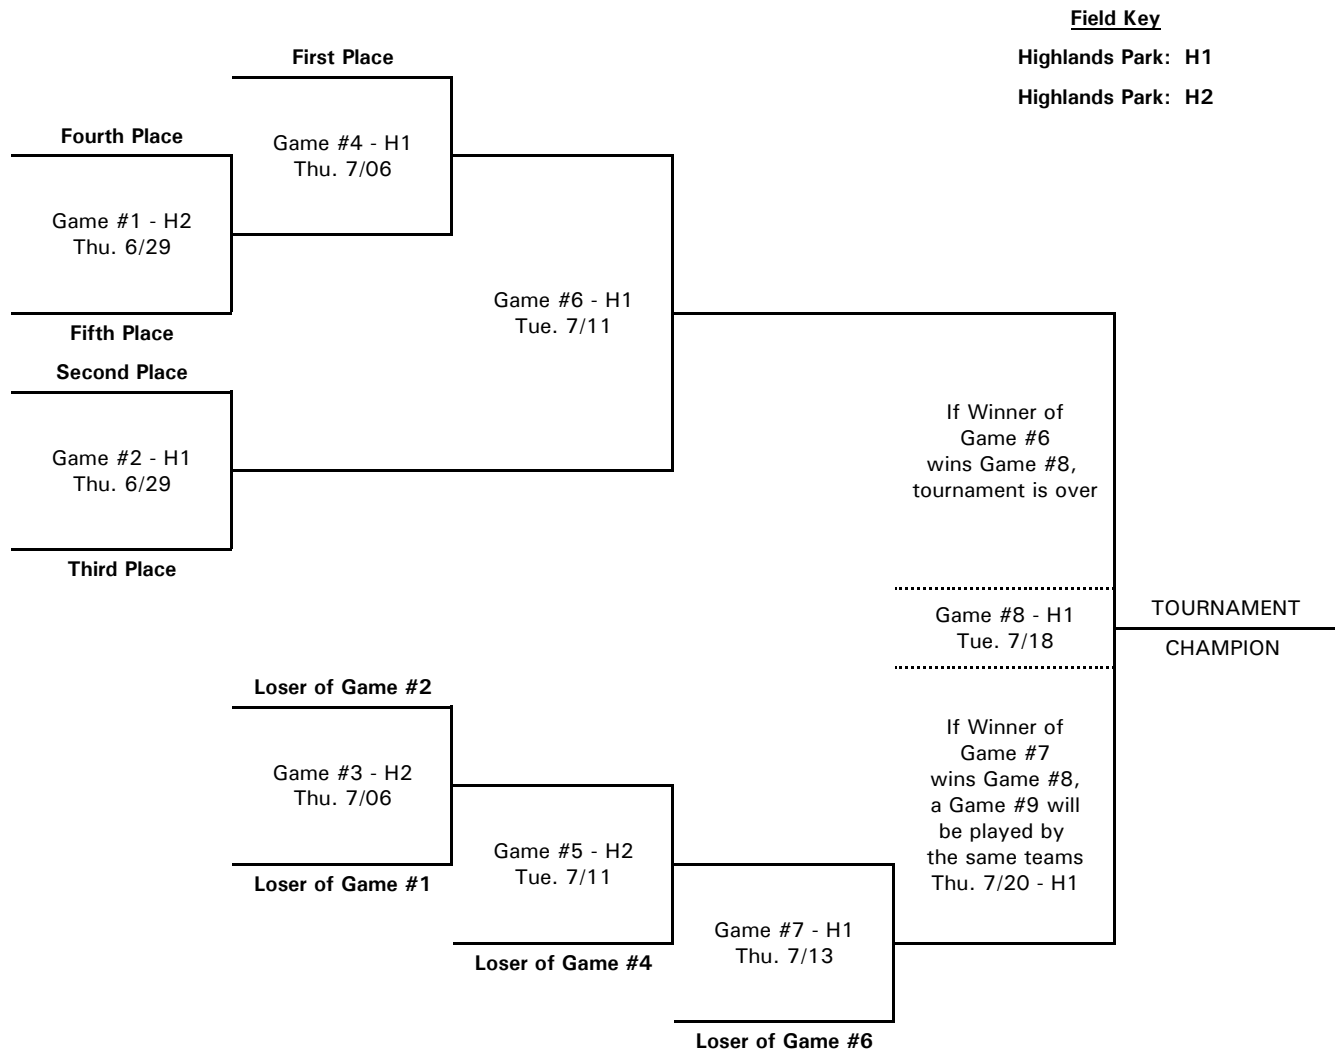 Field Key
Highlands Park: H1
Highlands Park: H2
First Place
Game #4 - H1
Thu. 7/06
Fourth Place
Game #1 - H2
Thu. 6/29
Fifth Place
Game #6 - H1
Tue. 7/11
Second Place
Game #2 - H1
Thu. 6/29
Third Place
If Winner of
Game #6
wins Game #8,
tournament is over
Game #8 - H1
Tue. 7/18
TOURNAMENT
CHAMPION
Loser of Game #2
Game #3 - H2
Thu. 7/06
Loser of Game #1
If Winner of
Game #7
wins Game #8,
a Game #9 will
be played by
the same teams
Thu. 7/20 - H1
Game #5 - H2
Tue. 7/11
Loser of Game #4
Game #7 - H1
Thu. 7/13
Loser of Game #6